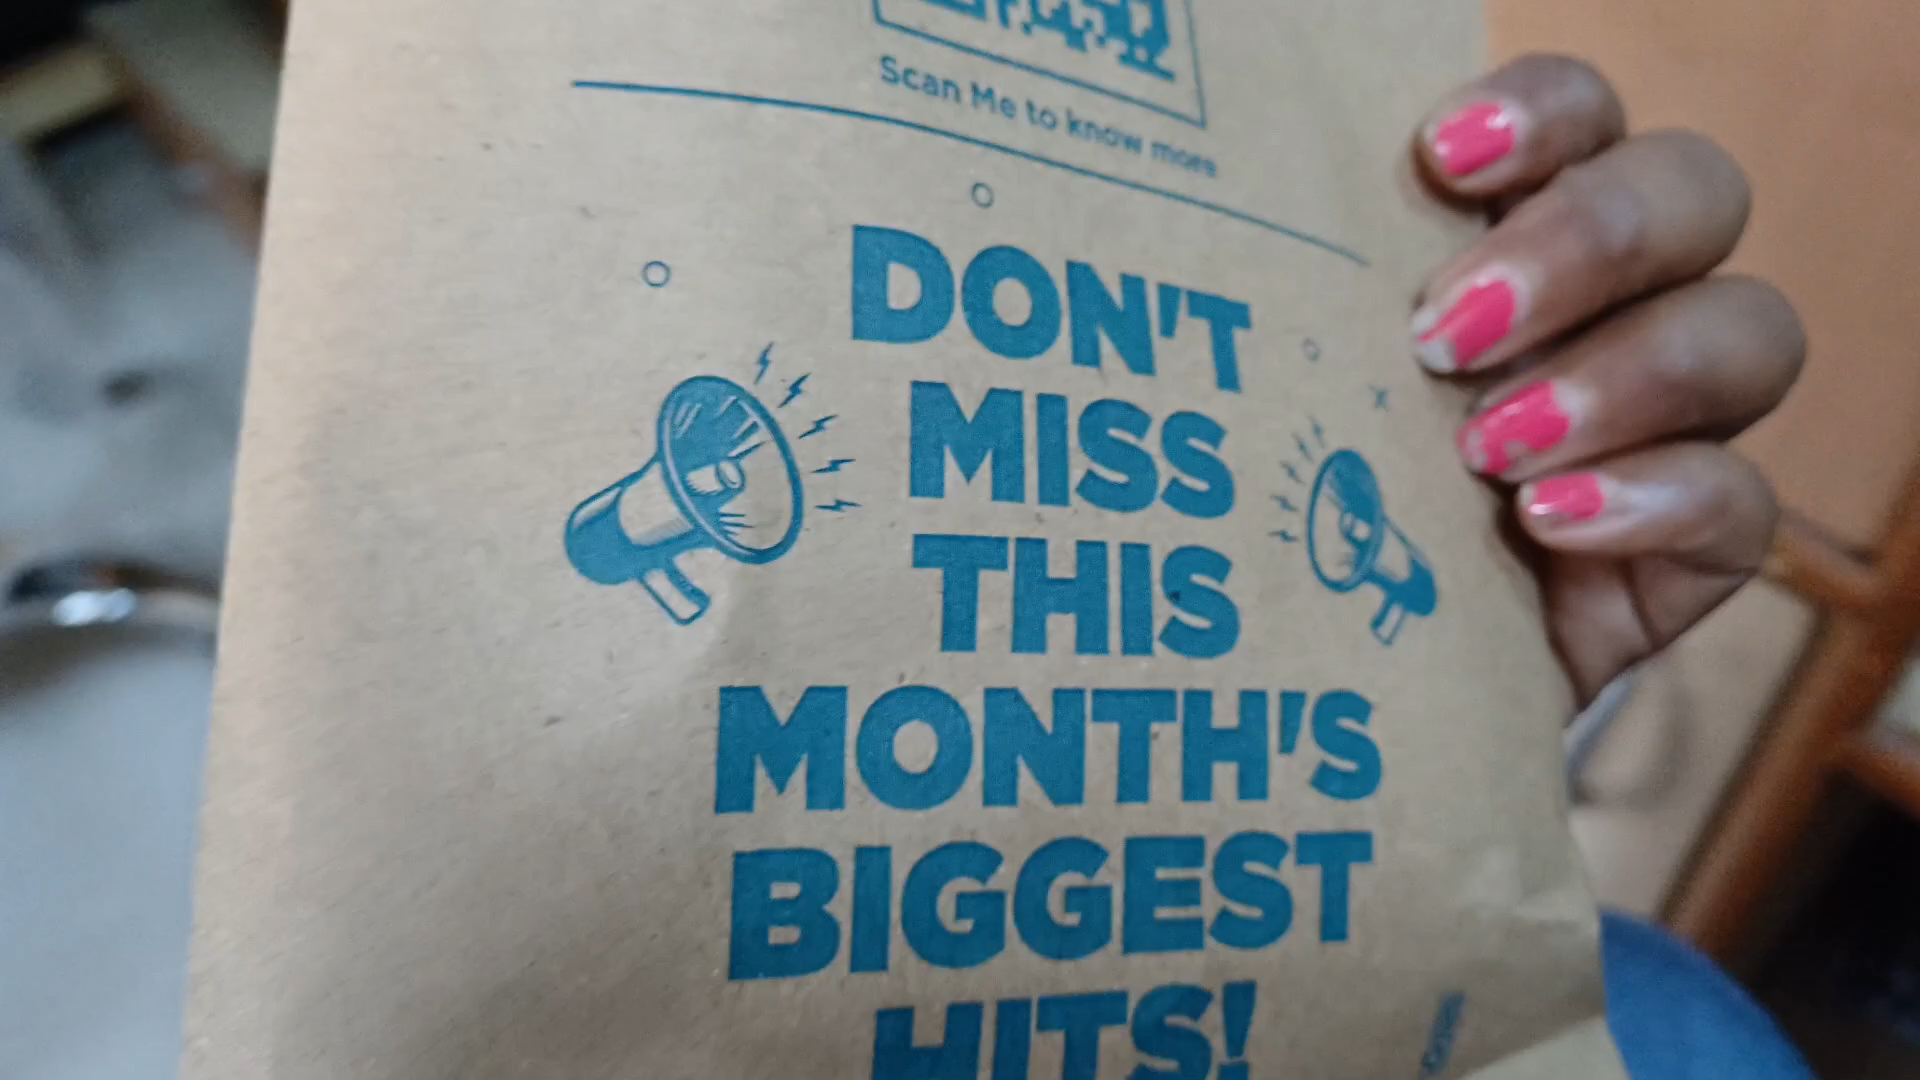 Scan Me to know more
DON'T
MISS
THIS
MONTH'S
BIGGEST
HITS!